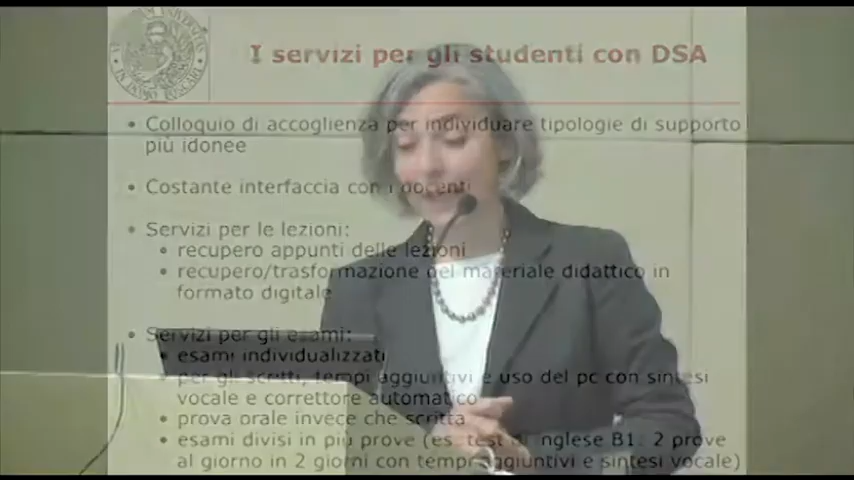 I servizi per gli studenti con DSA
• Colloquio di accoglienza per individuare tipologie di supporto
più idonee
• Costante interfaccia con i docenti
• Servizi per le lezioni:
• recupero appunti delle lezioni
• recupero/trasformazione del materiale didattico in
formato digitale
• Servizi per gli esami:
• esami individualizzati
• per gli scritti, tempi aggiuntivi e uso del pc con sintesi
vocale e correttore automatico
• prova orale invece che scritta
• esami divisi in più prove (es. test di inglese B1: 2 prove
al giorno in 2 giorni con tempi aggiuntivi e sintesi vocale)